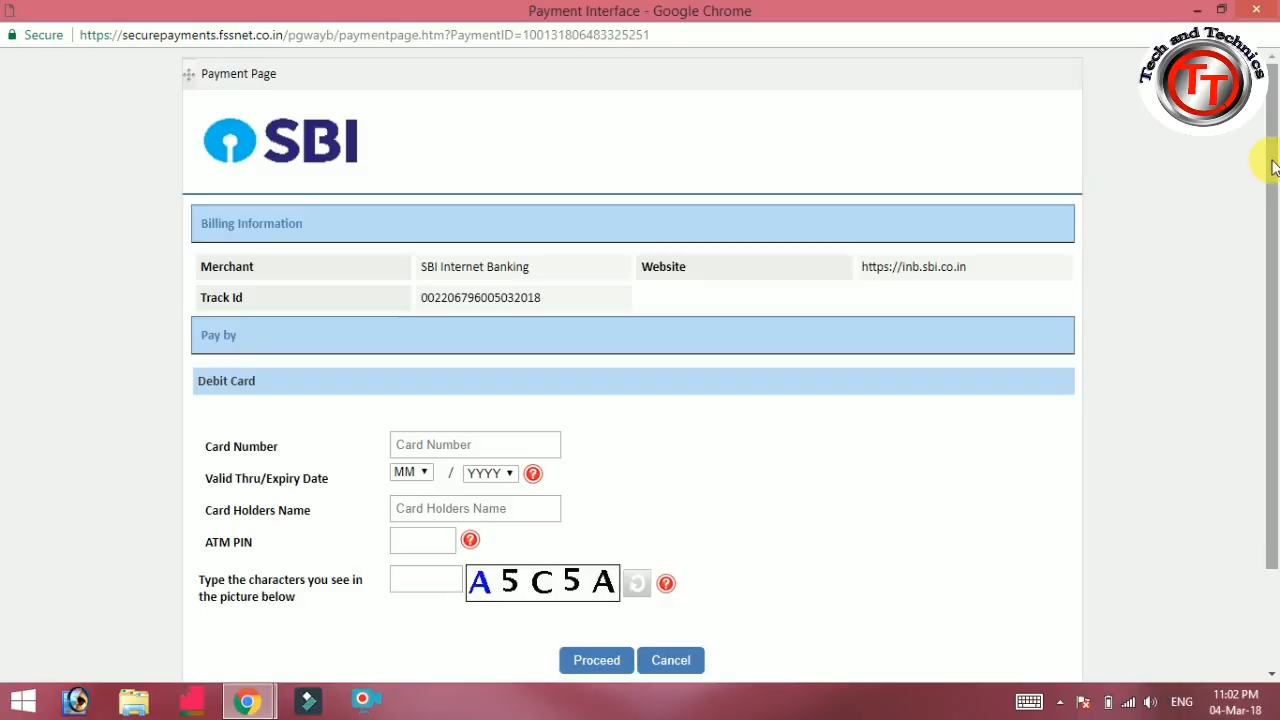 Payment Interface - Google Chrome
Secure https://securepayments.fssnet.co.in/pgwayb/paymentpage.htm?PaymentID=100131806483325251
Tech and Technics
TT
Payment Page
SBI
Billing Information
Merchant SBI Internet Banking Website https://inb.sbi.co.in
Track Id 002206796005032018
Pay by
Debit Card
Card Number Card Number
Valid Thru/Expiry Date MM / YYYY ?
Card Holders Name Card Holders Name
ATM PIN ?
Type the characters you see in
the picture below
A 5 C 5 A ?
Proceed Cancel
ENG
11:02 PM
04-Mar-18